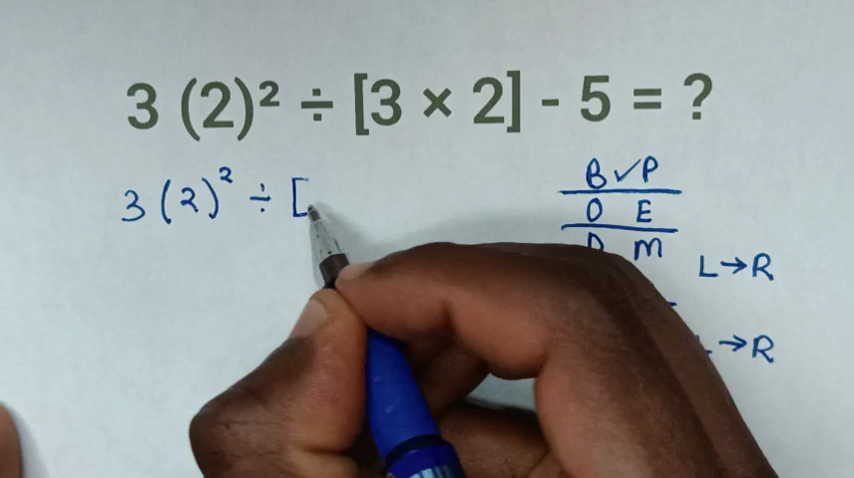 3 (2)² ÷ [3 × 2] - 5 = ?
3 (2)² ÷ [
B ✓ P
O E
D M
L → R
→ R